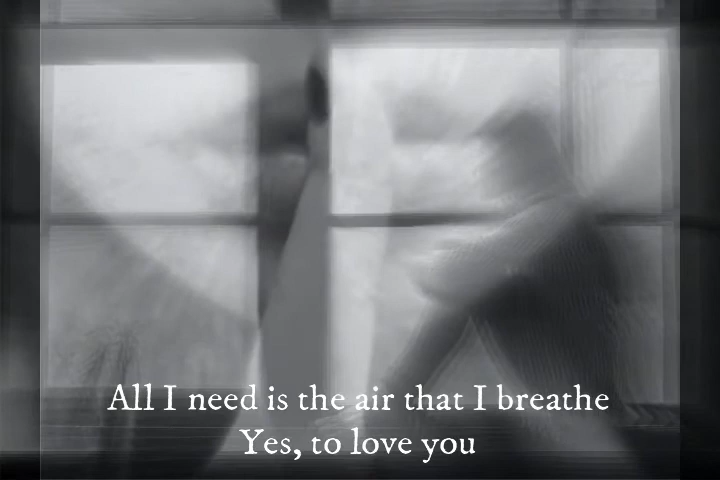 All I need is the air that I breathe
Yes, to love you